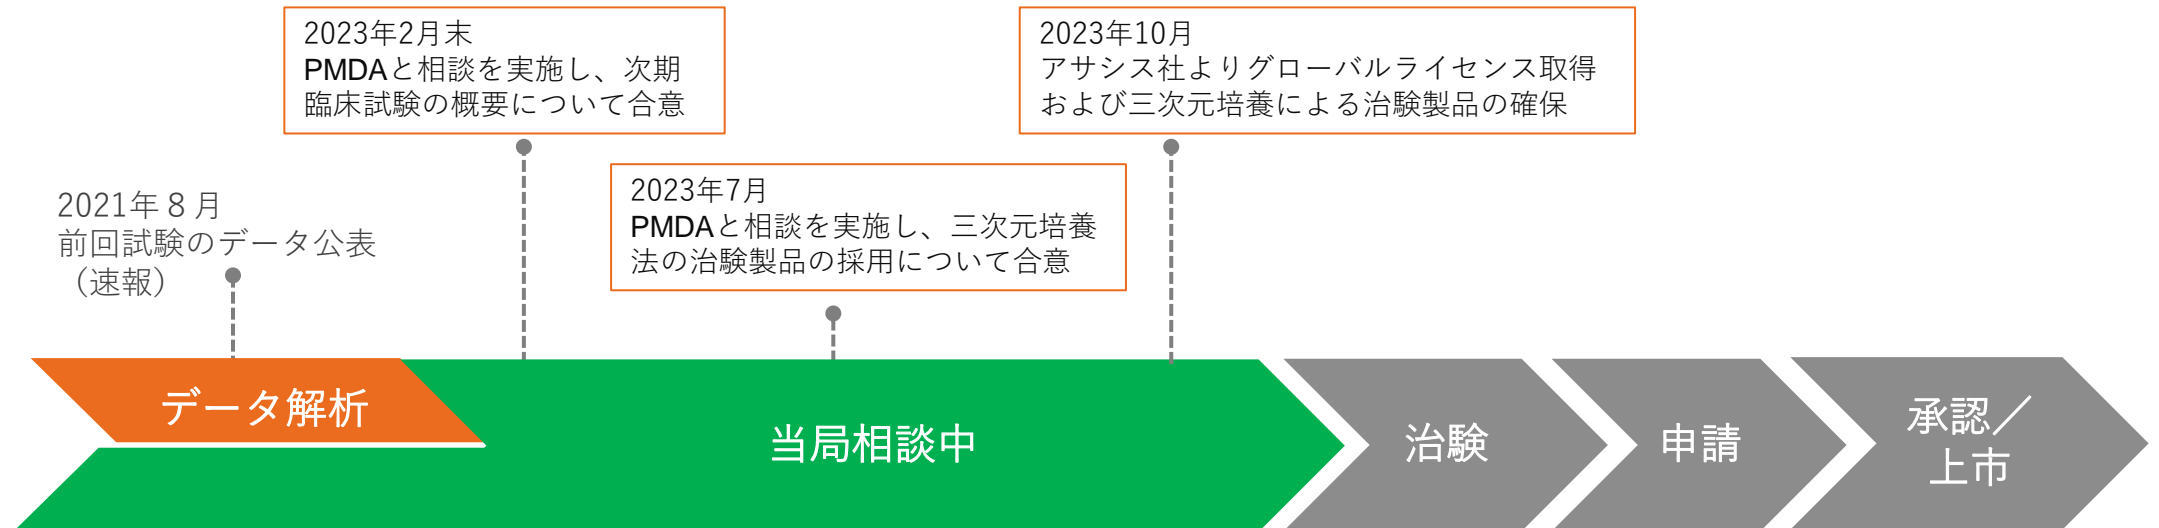 2023年2月末
PMDAと相談を実施し、次期
臨床試験の概要について合意
2023年10月
アサシス社よりグローバルライセンス取得
および三次元培養による治験製品の確保
2021年８月
前回試験のデータ公表
（速報）
2023年7月
PMDAと相談を実施し、三次元培養
法の治験製品の採用について合意
データ解析
当局相談中
治験
申請
承認／
上市